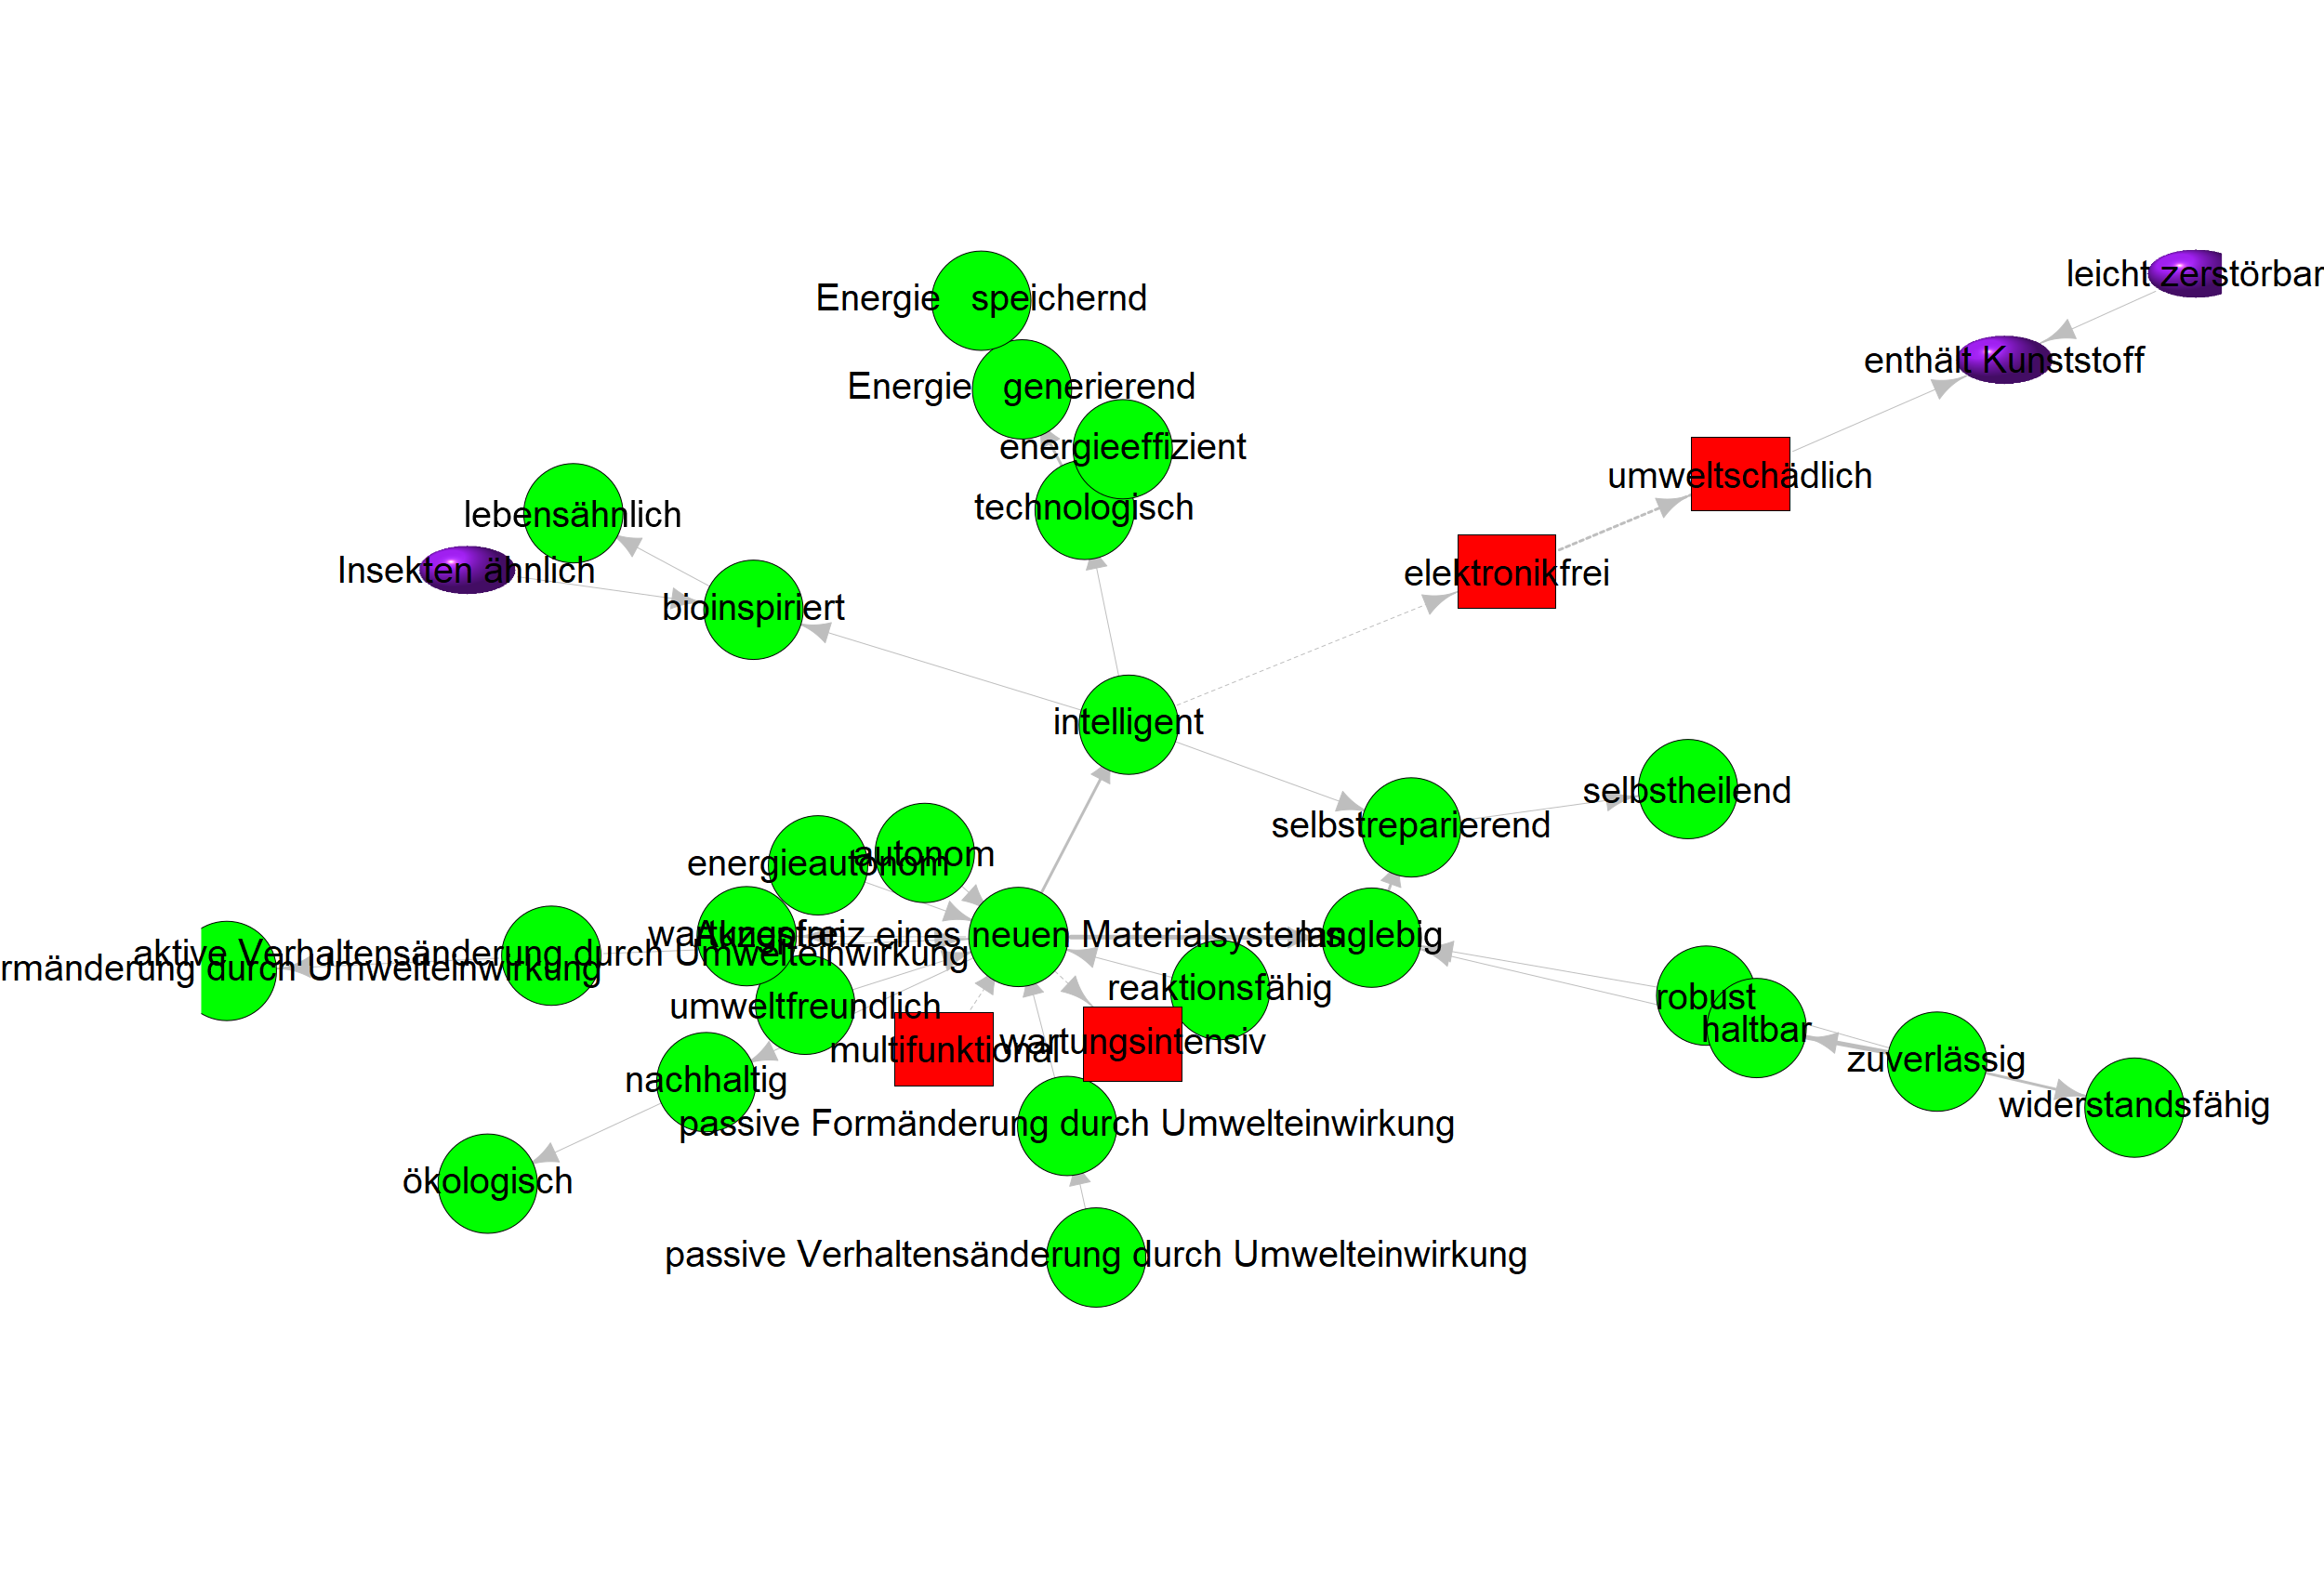 leicht zerstörbar
Energie   speichernd
enthält Kunststoff
Energie   generierend
energieeffizient
umweltschädlich
technologisch
lebensähnlich
Insekten ähnlich
elektronikfrei
bioinspiriert
intelligent
selbstheilend
selbstreparierend
autonom
energieautonom
wartungsfrei
Akzeptanz eines neuen Materialsystems
langlebig
aktive Verhaltensänderung durch Umwelteinwirkung
rmänderung durch Umwelteinwirkung
reaktionsfähig
robust
umweltfreundlich
haltbar
wartungsintensiv
multifunktional
zuverlässig
nachhaltig
widerstandsfähig
passive Formänderung durch Umwelteinwirkung
ökologisch
passive Verhaltensänderung durch Umwelteinwirkung